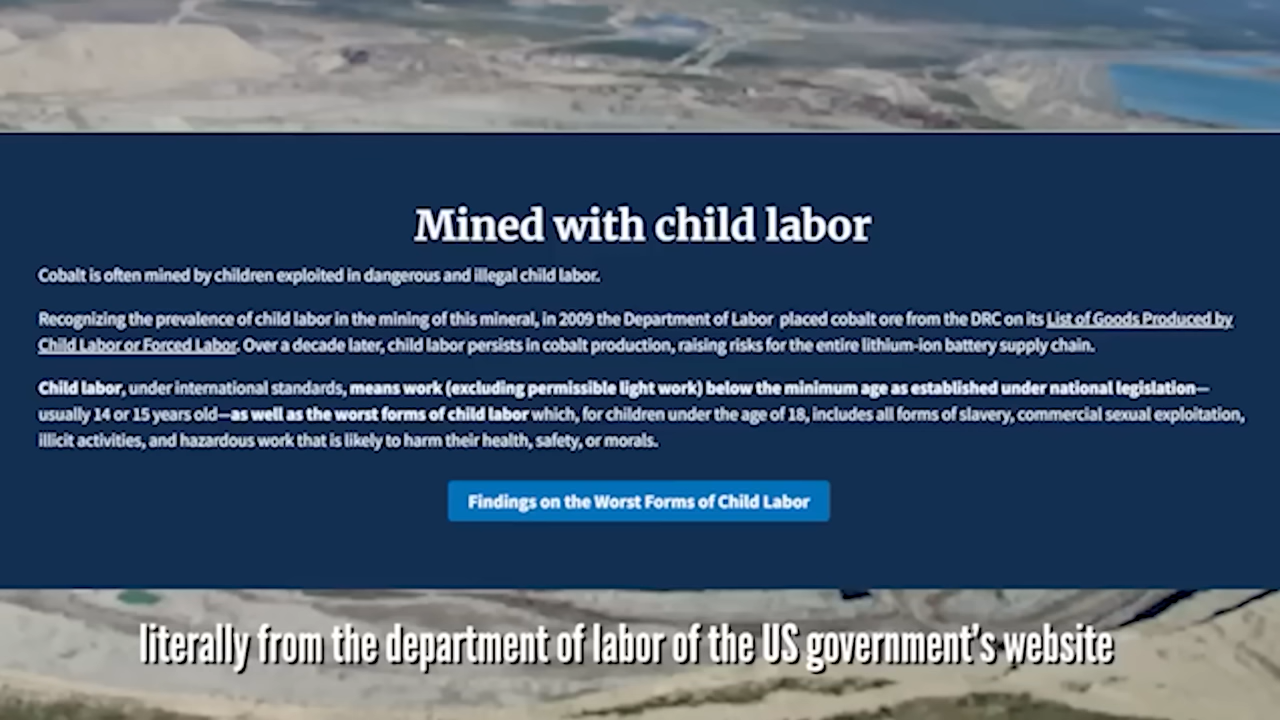 Mined with child labor
Cobalt is often mined by children exploited in dangerous and illegal child labor.
Recognizing the prevalence of child labor in the mining of this mineral, in 2009 the Department of Labor placed cobalt ore from the DRC on its List of Goods Produced by
Child Labor or Forced Labor. Over a decade later, child labor persists in cobalt production, raising risks for the entire lithium-ion battery supply chain.
Child labor, under international standards, means work (excluding permissible light work) below the minimum age as established under national legislation—
usually 14 or 15 years old—as well as the worst forms of child labor which, for children under the age of 18, includes all forms of slavery, commercial sexual exploitation,
illicit activities, and hazardous work that is likely to harm their health, safety, or morals.
Findings on the Worst Forms of Child Labor
literally from the department of labor of the US government's website